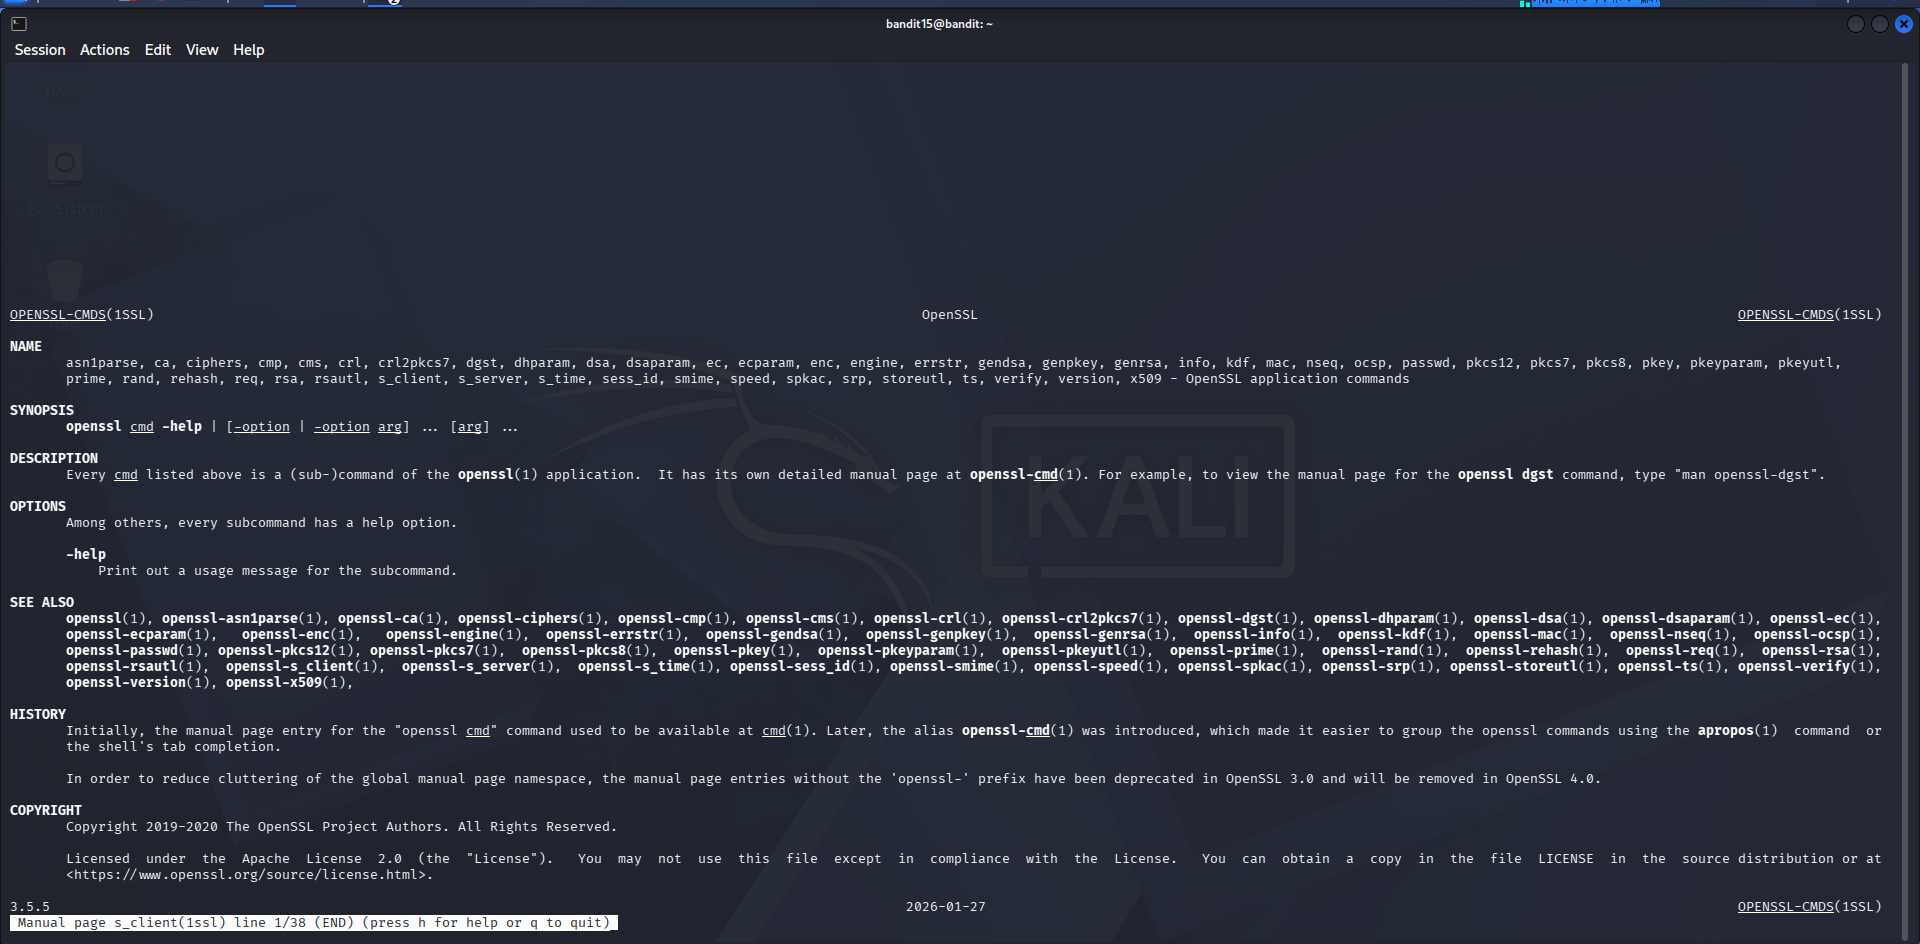 bandit15@bandit: ~
Session Actions Edit View Help
Home
File System
Trash
KALI
OPENSSL-CMDS(1SSL) OpenSSL OPENSSL-CMDS(1SSL)
NAME
asn1parse, ca, ciphers, cmp, cms, crl, crl2pkcs7, dgst, dhparam, dsa, dsaparam, ec, ecparam, enc, engine, errstr, gendsa, genpkey, genrsa, info, kdf, mac, nseq, ocsp, passwd, pkcs12, pkcs7, pkcs8, pkey, pkeyparam, pkeyutl,
prime, rand, rehash, req, rsa, rsautl, s_client, s_server, s_time, sess_id, smime, speed, spkac, srp, storeutl, ts, verify, version, x509 - OpenSSL application commands
SYNOPSIS
openssl cmd -help | [-option | -option arg] ... [arg] ...
DESCRIPTION
Every cmd listed above is a (sub-)command of the openssl(1) application. It has its own detailed manual page at openssl-cmd(1). For example, to view the manual page for the openssl dgst command, type "man openssl-dgst".
OPTIONS
Among others, every subcommand has a help option.
-help
Print out a usage message for the subcommand.
SEE ALSO
openssl(1), openssl-asn1parse(1), openssl-ca(1), openssl-ciphers(1), openssl-cmp(1), openssl-cms(1), openssl-crl(1), openssl-crl2pkcs7(1), openssl-dgst(1), openssl-dhparam(1), openssl-dsa(1), openssl-dsaparam(1), openssl-ec(1),
openssl-ecparam(1), openssl-enc(1), openssl-engine(1), openssl-errstr(1), openssl-gendsa(1), openssl-genpkey(1), openssl-genrsa(1), openssl-info(1), openssl-kdf(1), openssl-mac(1), openssl-nseq(1), openssl-ocsp(1),
openssl-passwd(1), openssl-pkcs12(1), openssl-pkcs7(1), openssl-pkcs8(1), openssl-pkey(1), openssl-pkeyparam(1), openssl-pkeyutl(1), openssl-prime(1), openssl-rand(1), openssl-rehash(1), openssl-req(1), openssl-rsa(1),
openssl-rsautl(1), openssl-s_client(1), openssl-s_server(1), openssl-s_time(1), openssl-sess_id(1), openssl-smime(1), openssl-speed(1), openssl-spkac(1), openssl-srp(1), openssl-storeutl(1), openssl-ts(1), openssl-verify(1),
openssl-version(1), openssl-x509(1),
HISTORY
Initially, the manual page entry for the "openssl cmd" command used to be available at cmd(1). Later, the alias openssl-cmd(1) was introduced, which made it easier to group the openssl commands using the apropos(1) command or
the shell's tab completion.
In order to reduce cluttering of the global manual page namespace, the manual page entries without the 'openssl-' prefix have been deprecated in OpenSSL 3.0 and will be removed in OpenSSL 4.0.
COPYRIGHT
Copyright 2019-2020 The OpenSSL Project Authors. All Rights Reserved.
Licensed under the Apache License 2.0 (the "License"). You may not use this file except in compliance with the License. You can obtain a copy in the file LICENSE in the source distribution or at
<https://www.openssl.org/source/license.html>.
3.5.5 2026-01-27 OPENSSL-CMDS(1SSL)
Manual page s_client(1ssl) line 1/38 (END) (press h for help or q to quit)